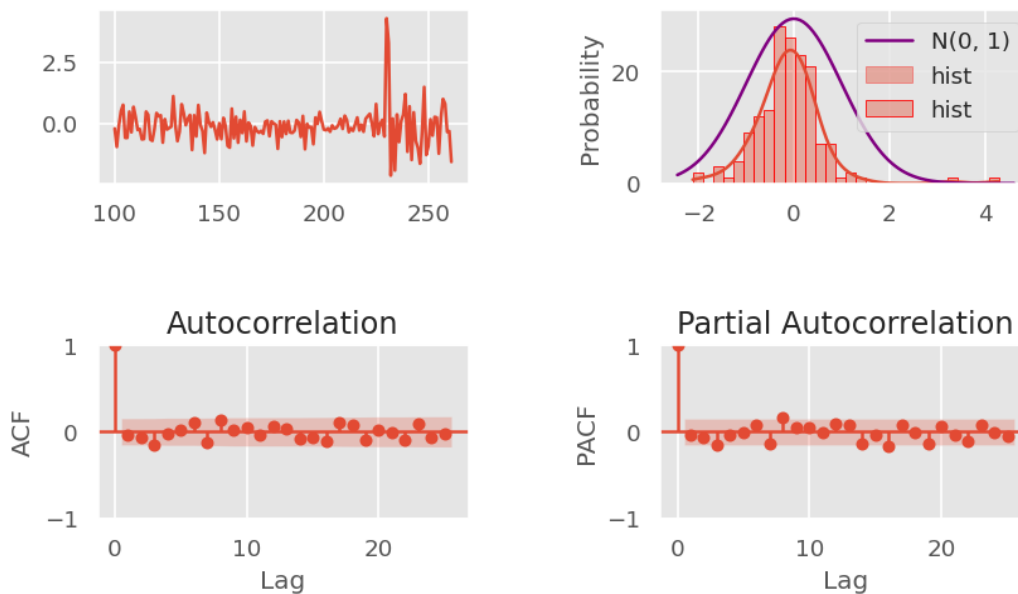 2.5
0.0
100 150 200 250
Probability
20
0
−2 0 2 4
N(0, 1)
hist
hist
Autocorrelation
ACF
1
0
−1
0 10 20
Lag
Partial Autocorrelation
PACF
1
0
−1
0 10 20
Lag